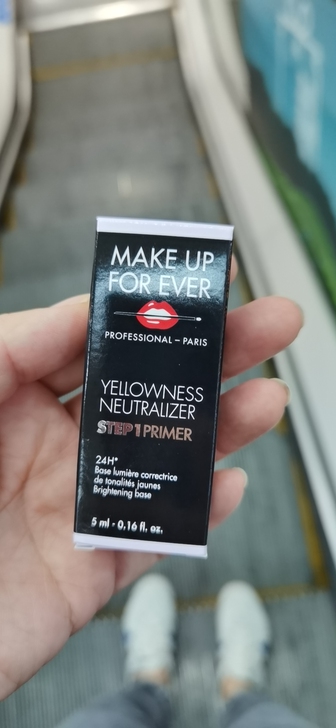 MAKE UP
FOR EVER
PROFESSIONAL – PARIS
YELLOWNESS
NEUTRALIZER
STEP 1 PRIMER
24H*
Base lumière correctrice
de tonalités jaunes
Brightening base
5 ml - 0.16 fl. oz.